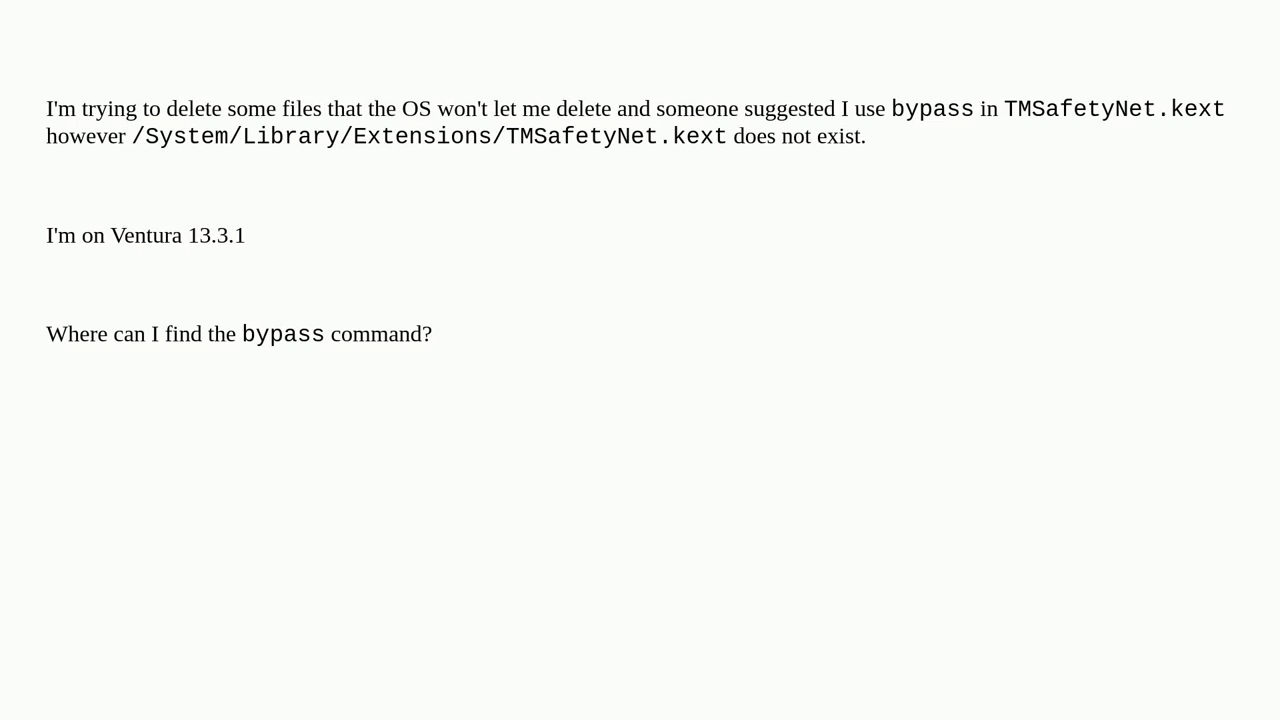 I'm trying to delete some files that the OS won't let me delete and someone suggested I use bypass in TMSafetyNet.kext
however /System/Library/Extensions/TMSafetyNet.kext does not exist.
I'm on Ventura 13.3.1
Where can I find the bypass command?